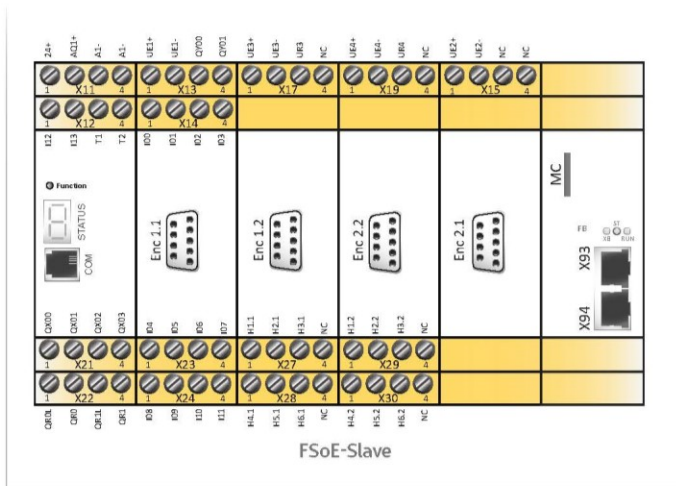 24+ AQ1+ A1- A1- UE1+ UE1- QY00 QY01 UE3+ UE3- UR3 NC UE4+ UE4- UR4 NC UE2+ UE2- NC NC
1 X11 4 1 X13 4 1 X17 4 1 X19 4 1 X15 4
1 X12 4 1 X14 4
I12 I13 T1 T2 I00 I01 I02 I03
Function
STATUS
COM
Enc 1.1
Enc 1.2
Enc 2.2
Enc 2.1
MC
FB
XB ST RUN
X93
X94
QX00 QX01 QX02 QX03 I04 I05 I06 I07 H1.1 H2.1 H3.1 NC H1.2 H2.2 H3.2 NC
1 X21 4 1 X23 4 1 X27 4 1 X29 4
1 X22 4 1 X24 4 1 X28 4 1 X30 4
QR0L QR0 QR1L QR1 I08 I09 I10 I11 H4.1 H5.1 H6.1 NC H4.2 H5.2 H6.2 NC
FSoE-Slave